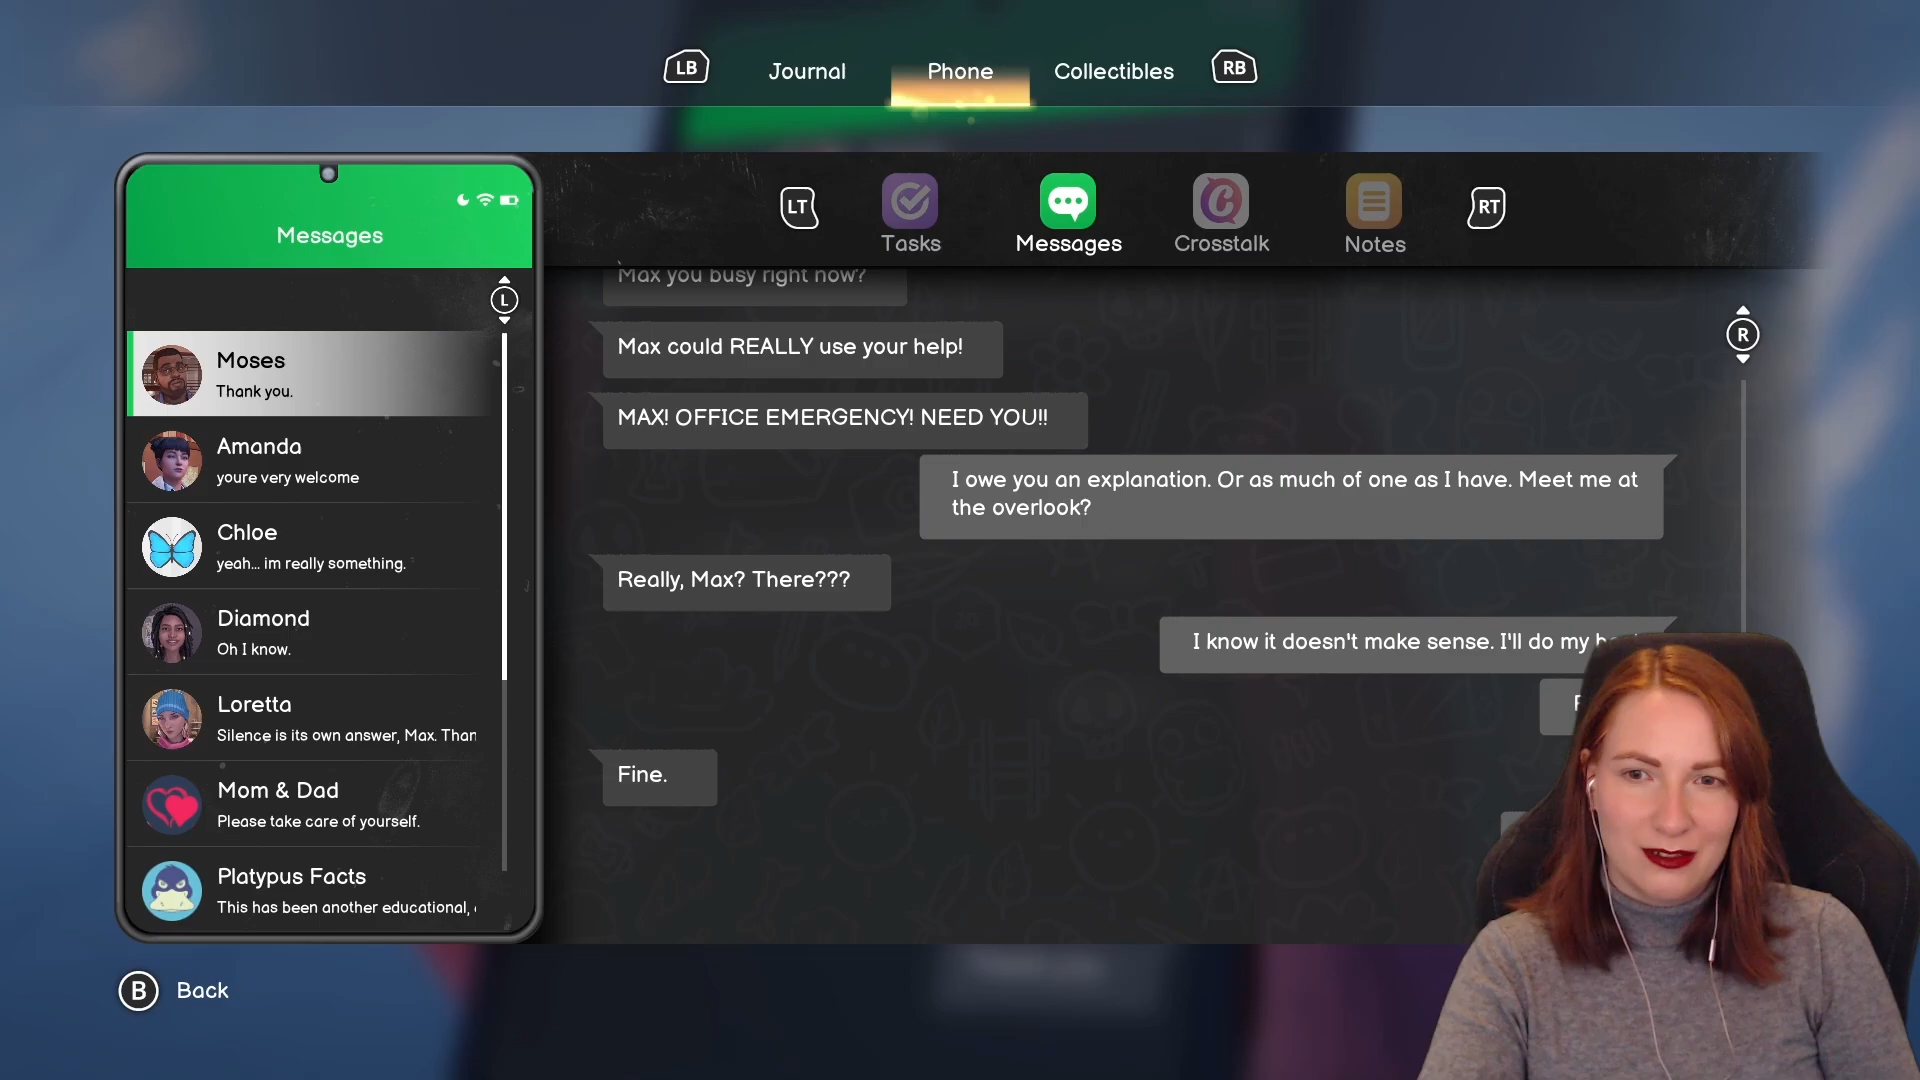 LB
Journal
Phone
Collectibles
RB
Messages
LT
Tasks
Messages
Crosstalk
Notes
RT
L
R
Moses
Thank you.
Amanda
youre very welcome
Chloe
yeah... im really something.
Diamond
Oh I know.
Loretta
Silence is its own answer, Max. Than
Mom & Dad
Please take care of yourself.
Platypus Facts
This has been another educational,
Max you busy right now?
Max could REALLY use your help!
MAX! OFFICE EMERGENCY! NEED YOU!!
I owe you an explanation. Or as much of one as I have. Meet me at
the overlook?
Really, Max? There???
I know it doesn't make sense. I'll do my
Fine.
B Back